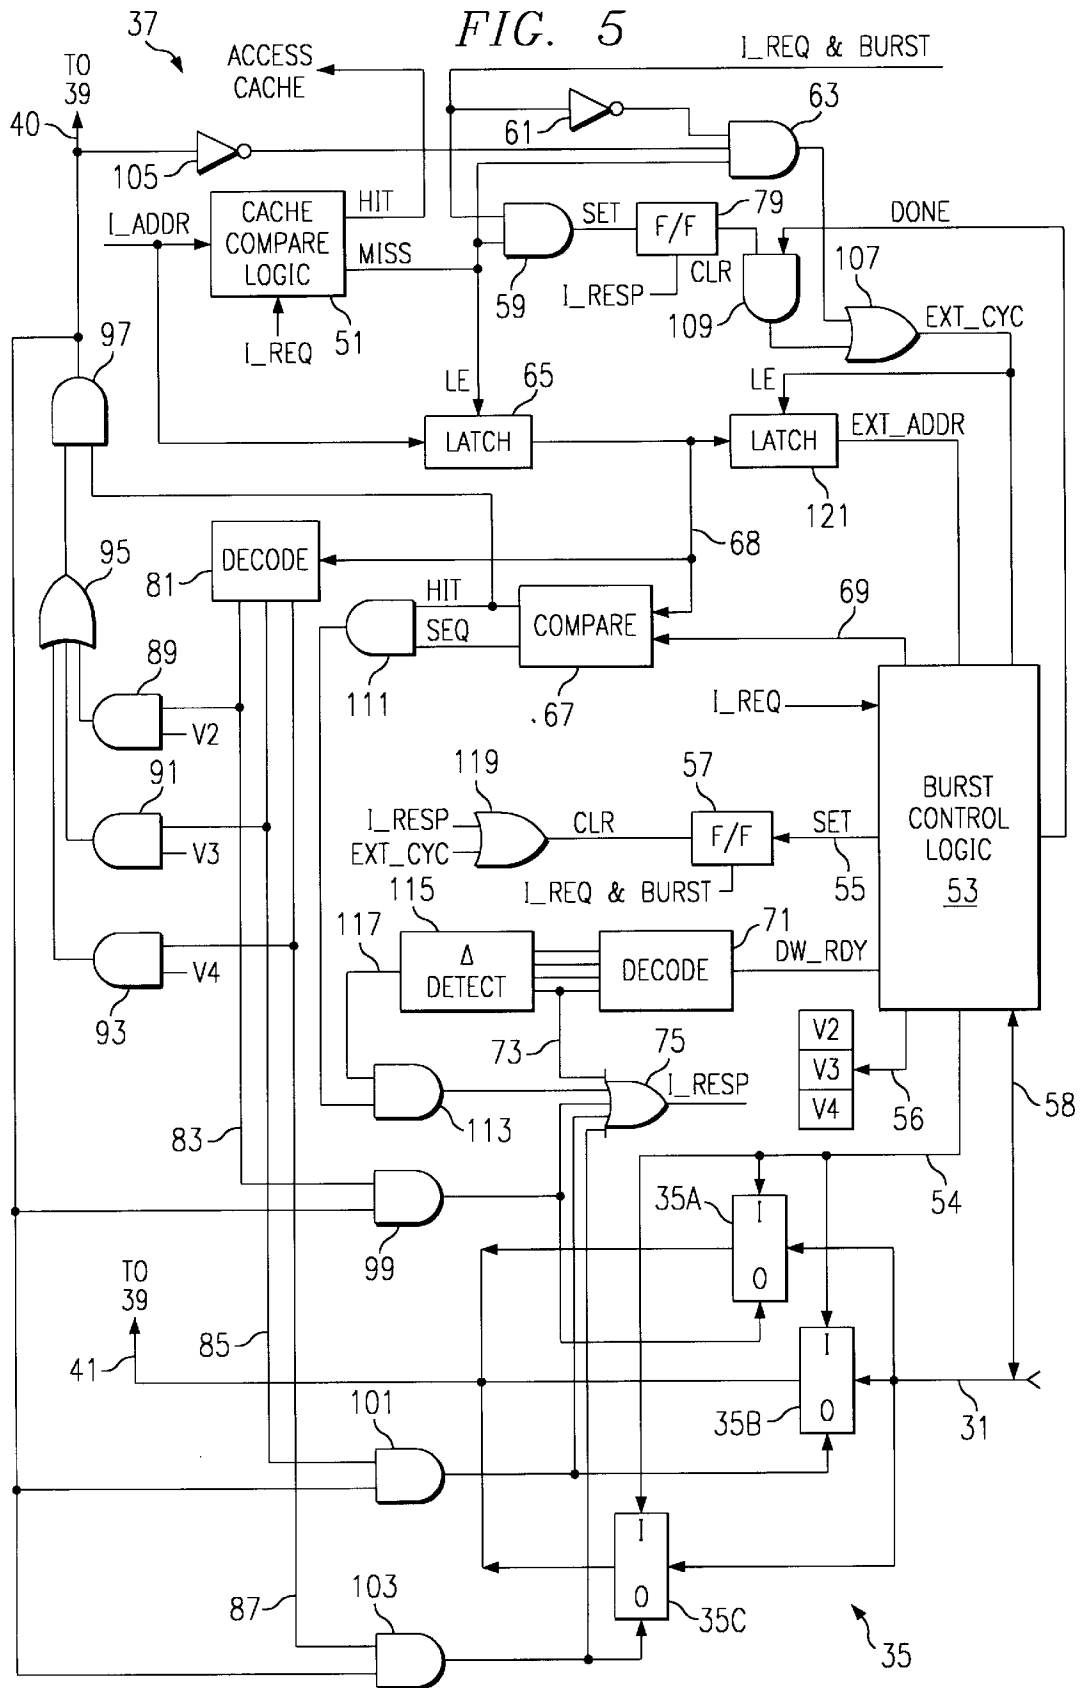 FIG. 5
37
TO
39
ACCESS
CACHE
I_REQ & BURST
40
61
63
105
I_ADDR
CACHE
COMPARE
LOGIC
HIT
MISS
SET
F/F
79
DONE
59
CLR
I_RESP
109
107
EXT_CYC
I_REQ
51
97
LE
65
LE
LATCH
LATCH
EXT_ADDR
121
68
95
81
DECODE
HIT
SEQ
COMPARE
69
111
67
89
V2
I_REQ
91
V3
119
57
BURST
CONTROL
LOGIC
53
I_RESP
EXT_CYC
CLR
F/F
SET
55
I_REQ & BURST
115
71
117
Δ
DETECT
DECODE
DW_RDY
V4
93
73
75
I_RESP
V2
V3
V4
56
58
113
83
35A
I
O
54
99
TO
39
85
41
I
O
35B
31
101
I
O
35C
103
87
35